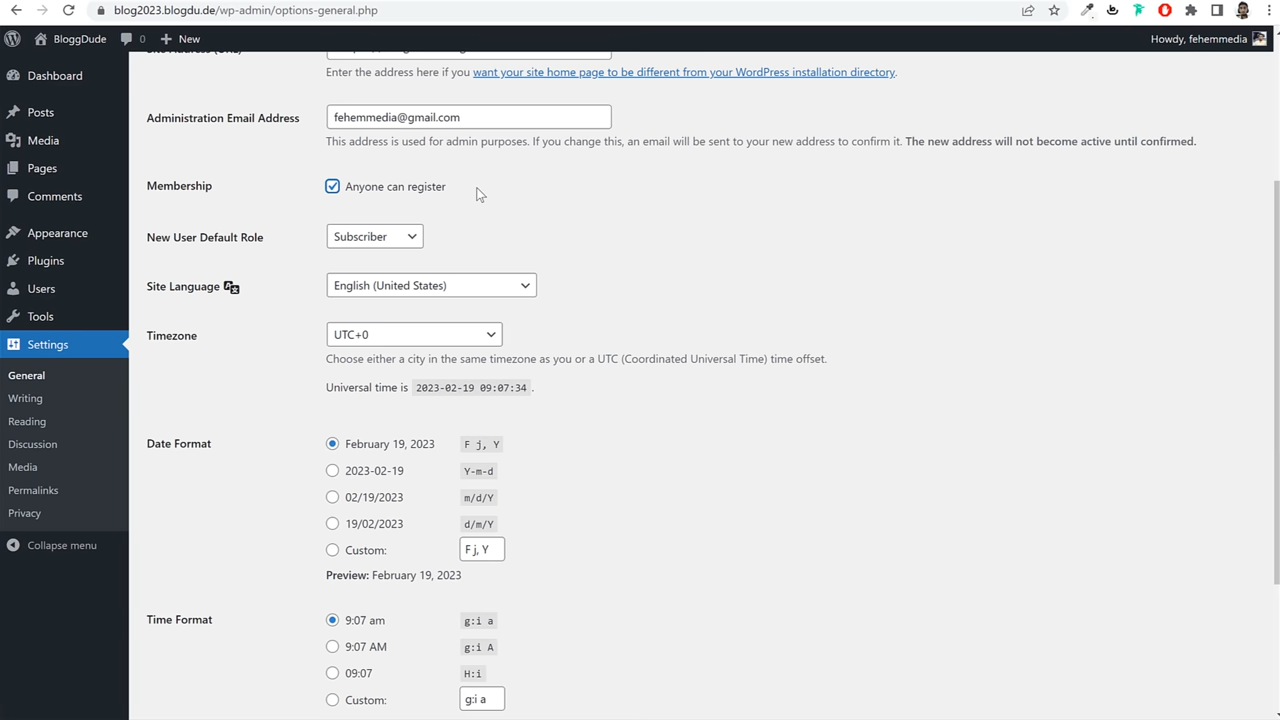 blog2023.blogdu.de/wp-admin/options-general.php
BloggDude 0 New Howdy, fehemmedia
Dashboard
Posts
Media
Pages
Comments
Appearance
Plugins
Users
Tools
Settings
General
Writing
Reading
Discussion
Media
Permalinks
Privacy
Collapse menu
Enter the address here if you want your site home page to be different from your WordPress installation directory.
Administration Email Address fehemmedia@gmail.com
This address is used for admin purposes. If you change this, an email will be sent to your new address to confirm it. The new address will not become active until confirmed.
Membership Anyone can register
New User Default Role Subscriber
Site Language English (United States)
Timezone UTC+0
Choose either a city in the same timezone as you or a UTC (Coordinated Universal Time) time offset.
Universal time is 2023-02-19 09:07:34 .
Date Format February 19, 2023 F j, Y
2023-02-19 Y-m-d
02/19/2023 m/d/Y
19/02/2023 d/m/Y
Custom: F j, Y
Preview: February 19, 2023
Time Format 9:07 am g:i a
9:07 AM g:i A
09:07 H:i
Custom: g:i a